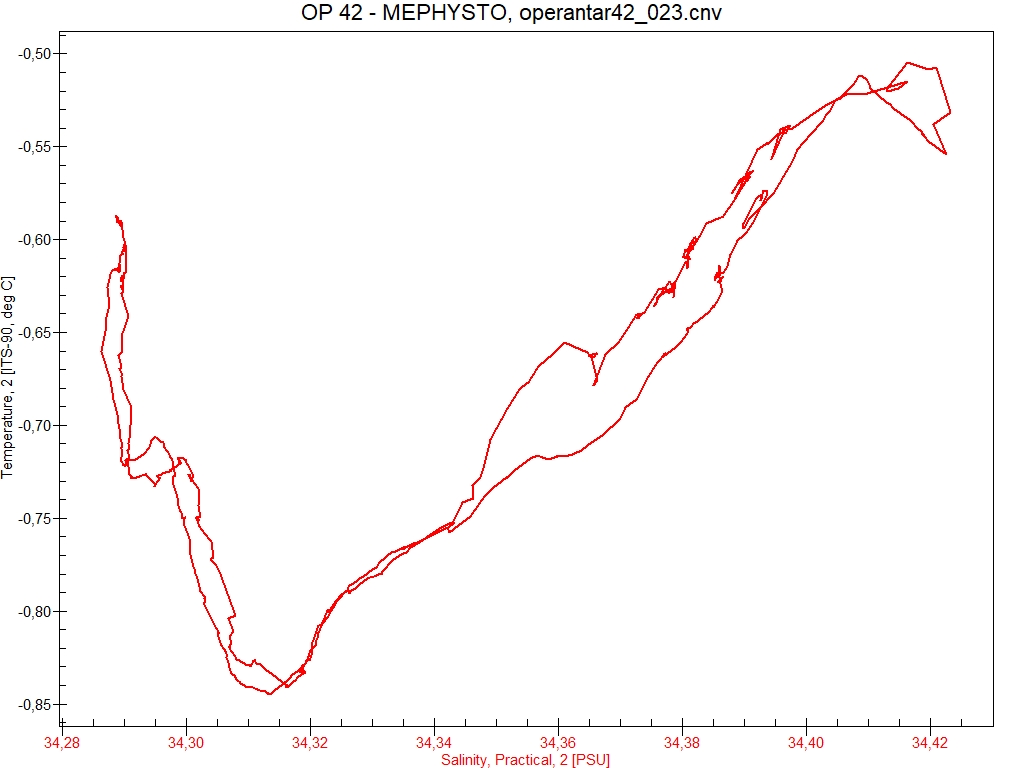 OP 42 - MEPHYSTO, operantar42_023.cnv
-0,50
-0,55
-0,60
-0,65
-0,70
-0,75
-0,80
-0,85
Temperature, 2 [ITS-90, deg C]
34,28 34,30 34,32 34,34 34,36 34,38 34,40 34,42
Salinity, Practical, 2 [PSU]